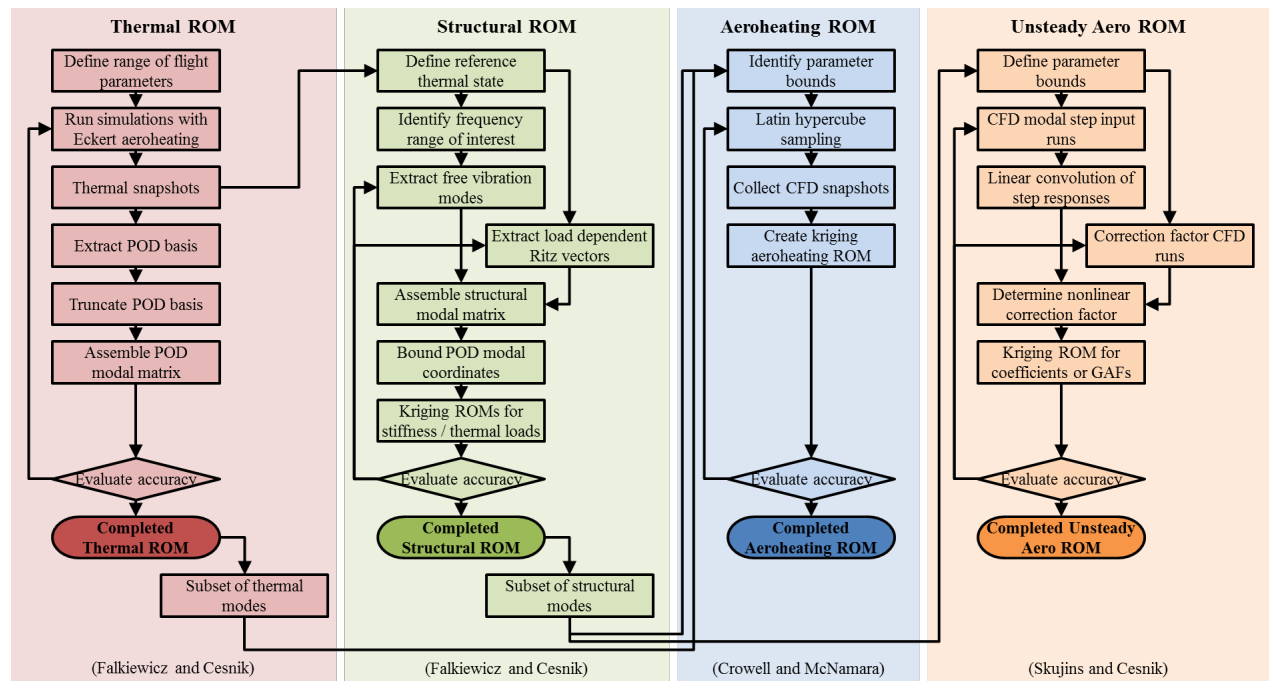 Thermal ROM
Define range of flight
parameters
Run simulations with
Eckert aeroheating
Thermal snapshots
Extract POD basis
Truncate POD basis
Assemble POD
modal matrix
Evaluate accuracy
Completed
Thermal ROM
Subset of thermal
modes
(Falkiewicz and Cesnik)
Structural ROM
Define reference
thermal state
Identify frequency
range of interest
Extract free vibration
modes
Extract load dependent
Ritz vectors
Assemble structural
modal matrix
Bound POD modal
coordinates
Kriging ROMs for
stiffness / thermal loads
Evaluate accuracy
Completed
Structural ROM
Subset of structural
modes
(Falkiewicz and Cesnik)
Aeroheating ROM
Identify parameter
bounds
Latin hypercube
sampling
Collect CFD snapshots
Create kriging
aeroheating ROM
Evaluate accuracy
Completed
Aeroheating ROM
(Crowell and McNamara)
Unsteady Aero ROM
Define parameter
bounds
CFD modal step input
runs
Linear convolution of
step responses
Correction factor CFD
runs
Determine nonlinear
correction factor
Kriging ROM for
coefficients or GAFs
Evaluate accuracy
Completed Unsteady
Aero ROM
(Skujins and Cesnik)